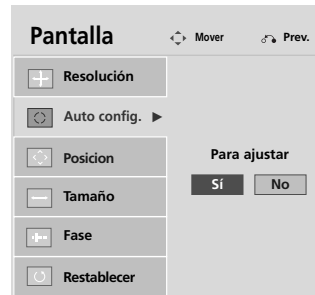 Pantalla
Mover
Prev.
Resolución
Auto config.
Posicion
Tamaño
Fase
Restablecer
Para ajustar
Sí
No